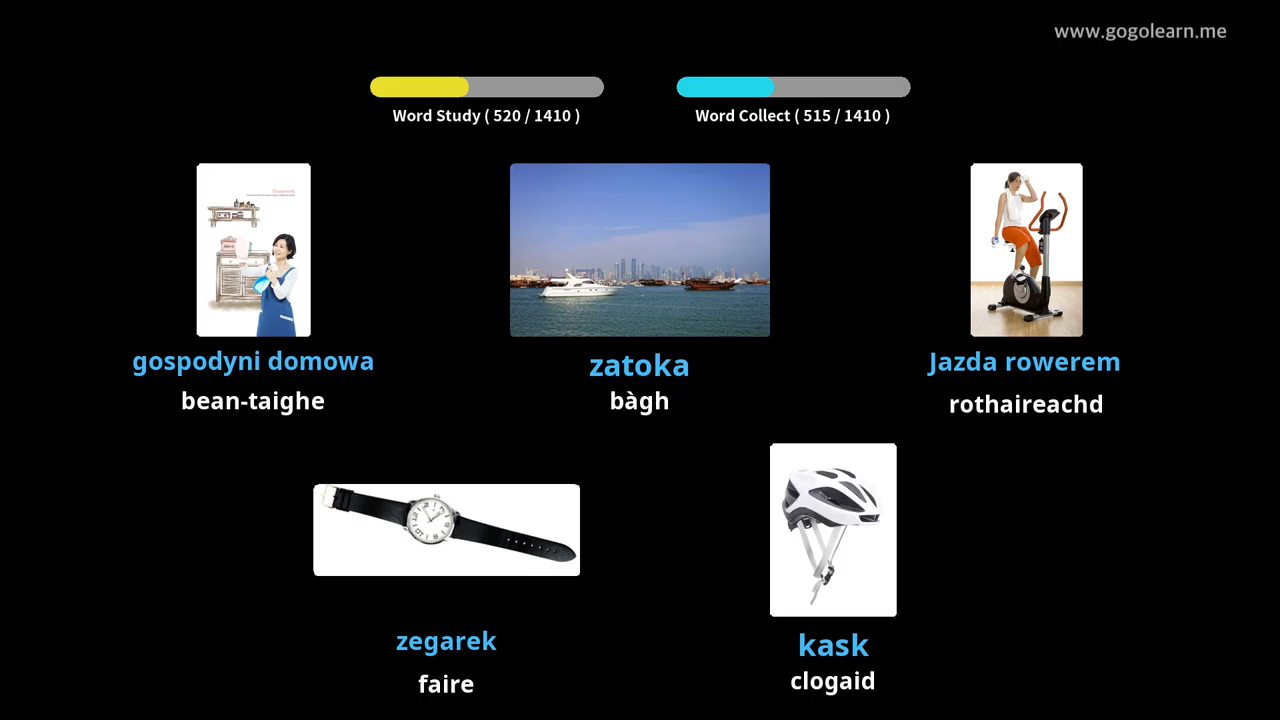 www.gogolearn.me
Word Study ( 520 / 1410 )
Word Collect ( 515 / 1410 )
gospodyni domowa
bean-taighe
zatoka
bàgh
Jazda rowerem
rothaireachd
zegarek
faire
kask
clogaid